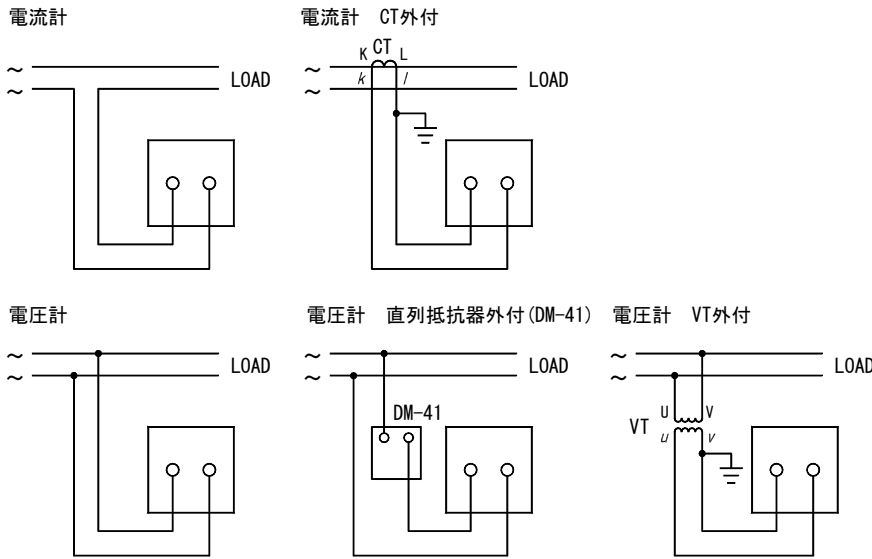 電流計
～
～
LOAD
電流計　CT外付
K CT L
k l
～
～
LOAD
電圧計
～
～
LOAD
電圧計　直列抵抗器外付(DM-41)
～
～
LOAD
DM-41
電圧計　VT外付
～
～
LOAD
U V
VT
u v